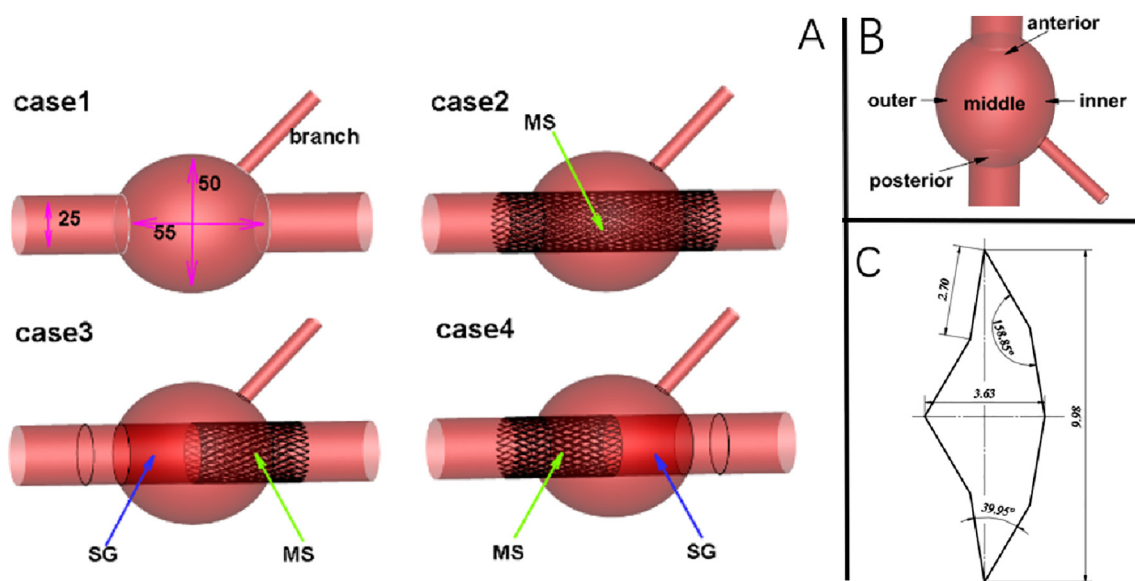 A
case1
branch
50
25
55
case2
MS
case3
SG
MS
case4
MS
SG
B
anterior
outer
middle
inner
posterior
C
2.70
158.85°
3.63
9.98
39.95°